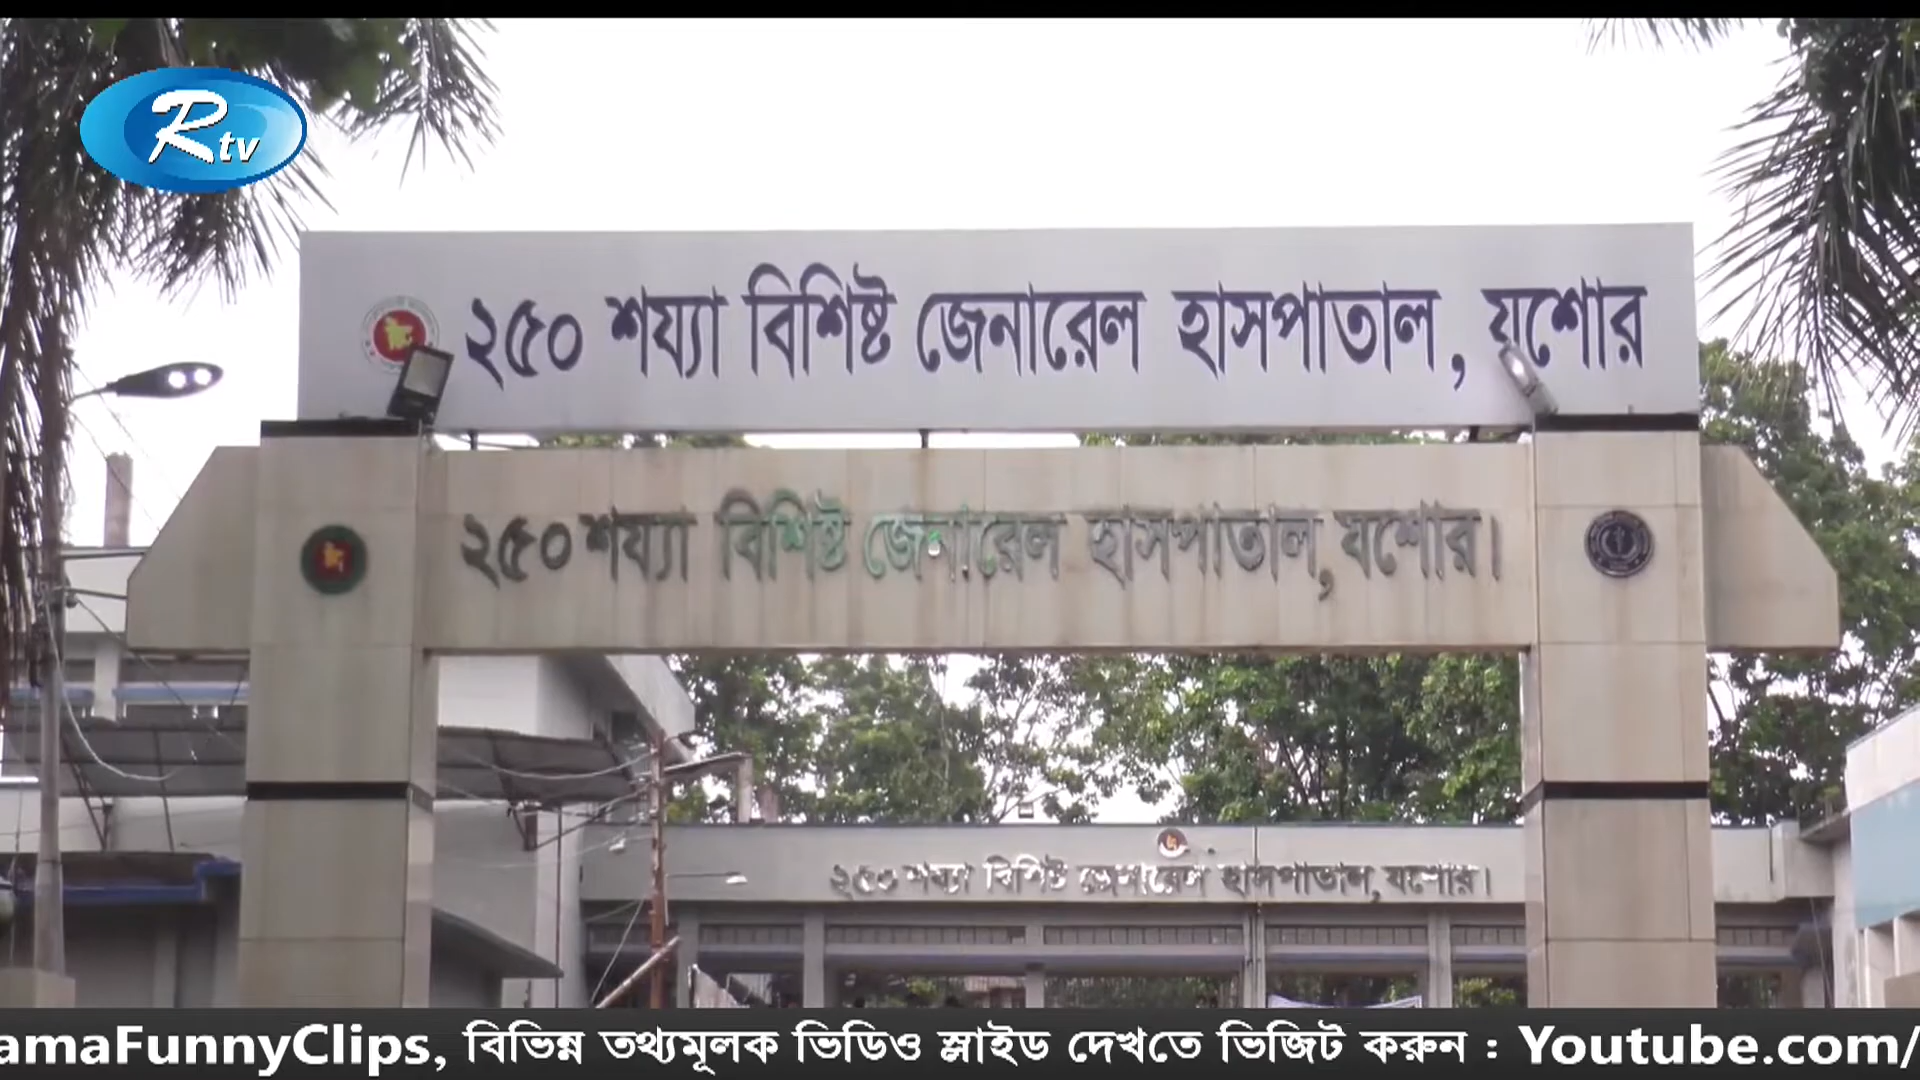 Rtv
২৫০ শয্যা বিশিষ্ট জেনারেল হাসপাতাল, যশোর
২৫০ শয্যা বিশিষ্ট জেনারেল হাসপাতাল, যশোর।
২৫০ শয্যা বিশিষ্ট জেনারেল হাসপাতাল, যশোর।
amaFunnyClips, বিভিন্ন তথ্যমূলক ভিডিও স্লাইড দেখতে ভিজিট করুন : Youtube.com/